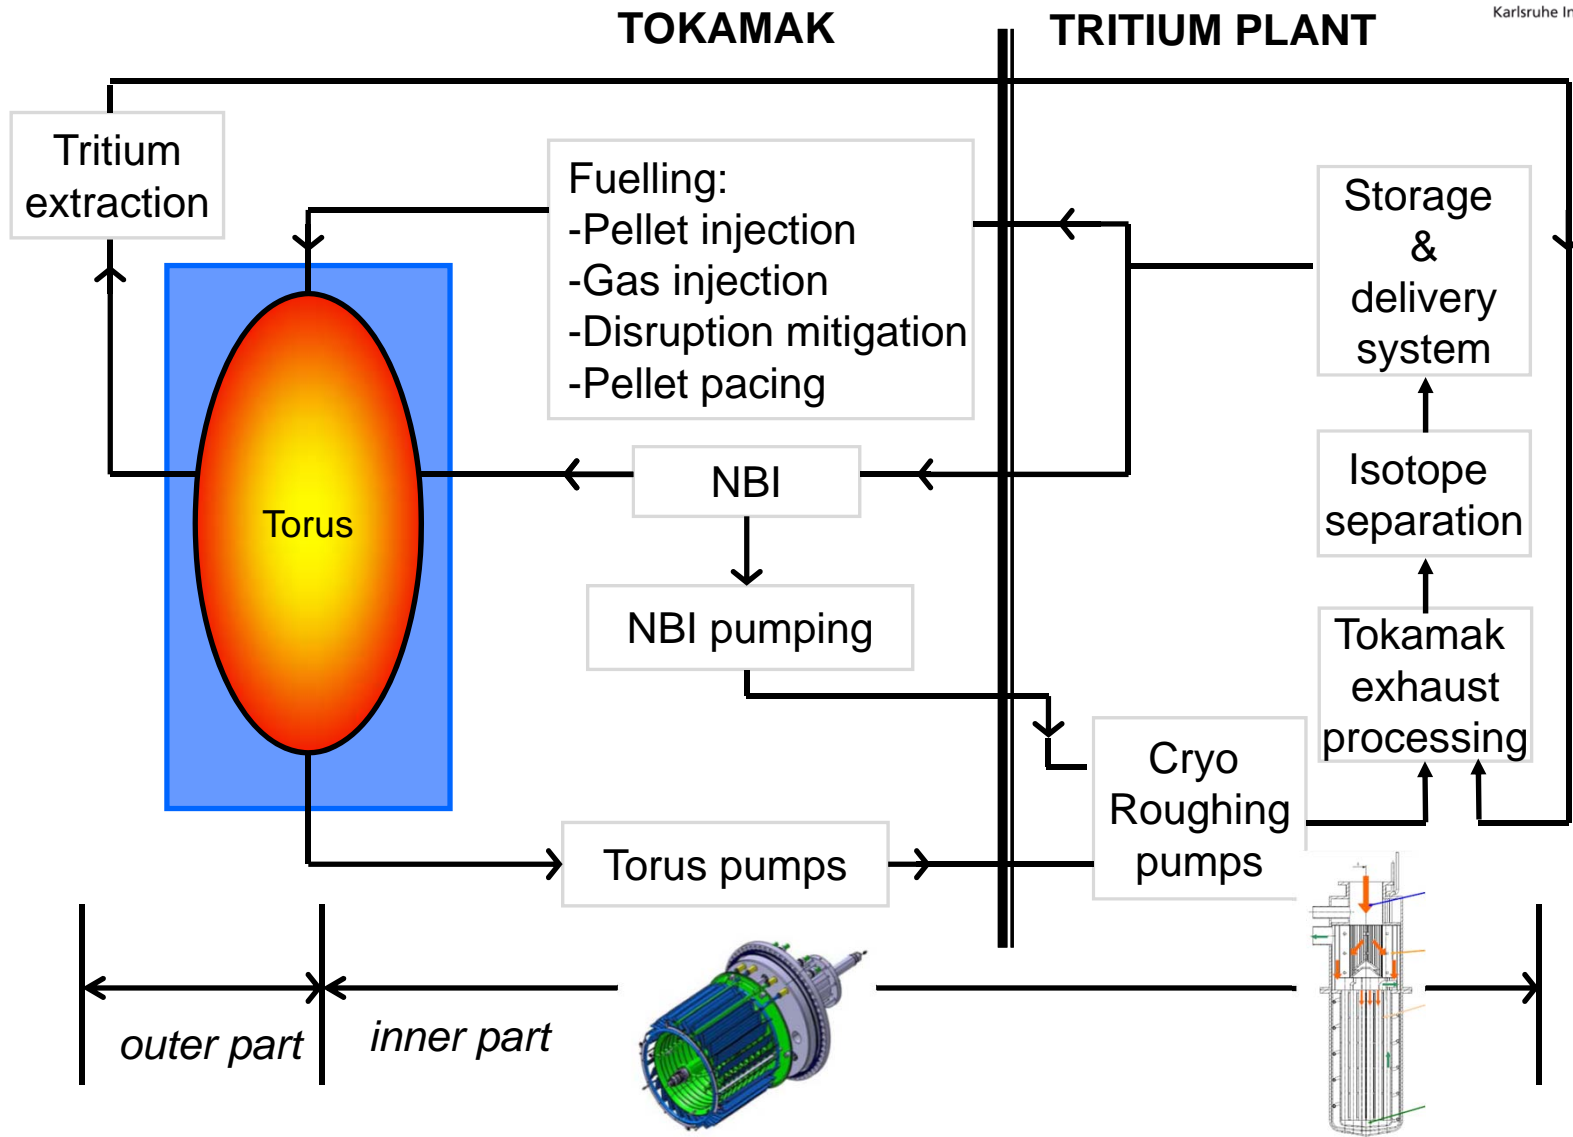 Karlsruhe In
TOKAMAK
TRITIUM PLANT
Tritium
extraction
Fuelling:
-Pellet injection
-Gas injection
-Disruption mitigation
-Pellet pacing
Storage
&
delivery
system
NBI
Isotope
separation
Torus
NBI pumping
Tokamak
exhaust
processing
Cryo
Roughing
pumps
Torus pumps
outer part
inner part